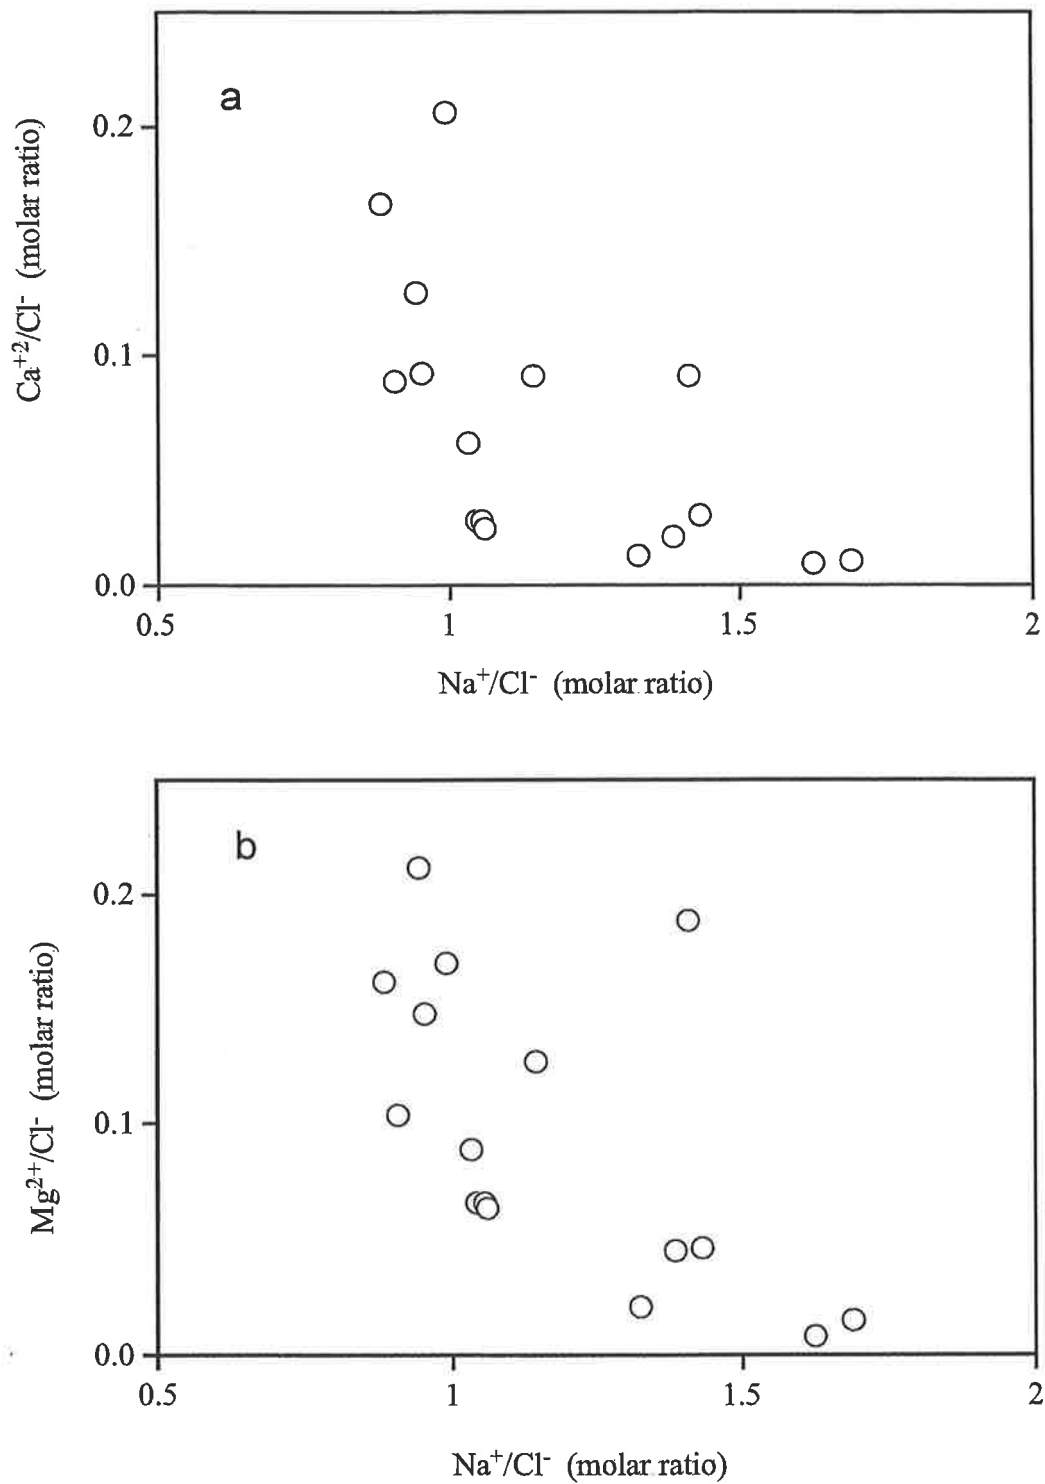 a
0.2
0.1
0.0
Ca⁺²/Cl⁻ (molar ratio)
0.5 1 1.5 2
Na⁺/Cl⁻ (molar ratio)
b
0.2
0.1
0.0
Mg²⁺/Cl⁻ (molar ratio)
0.5 1 1.5 2
Na⁺/Cl⁻ (molar ratio)